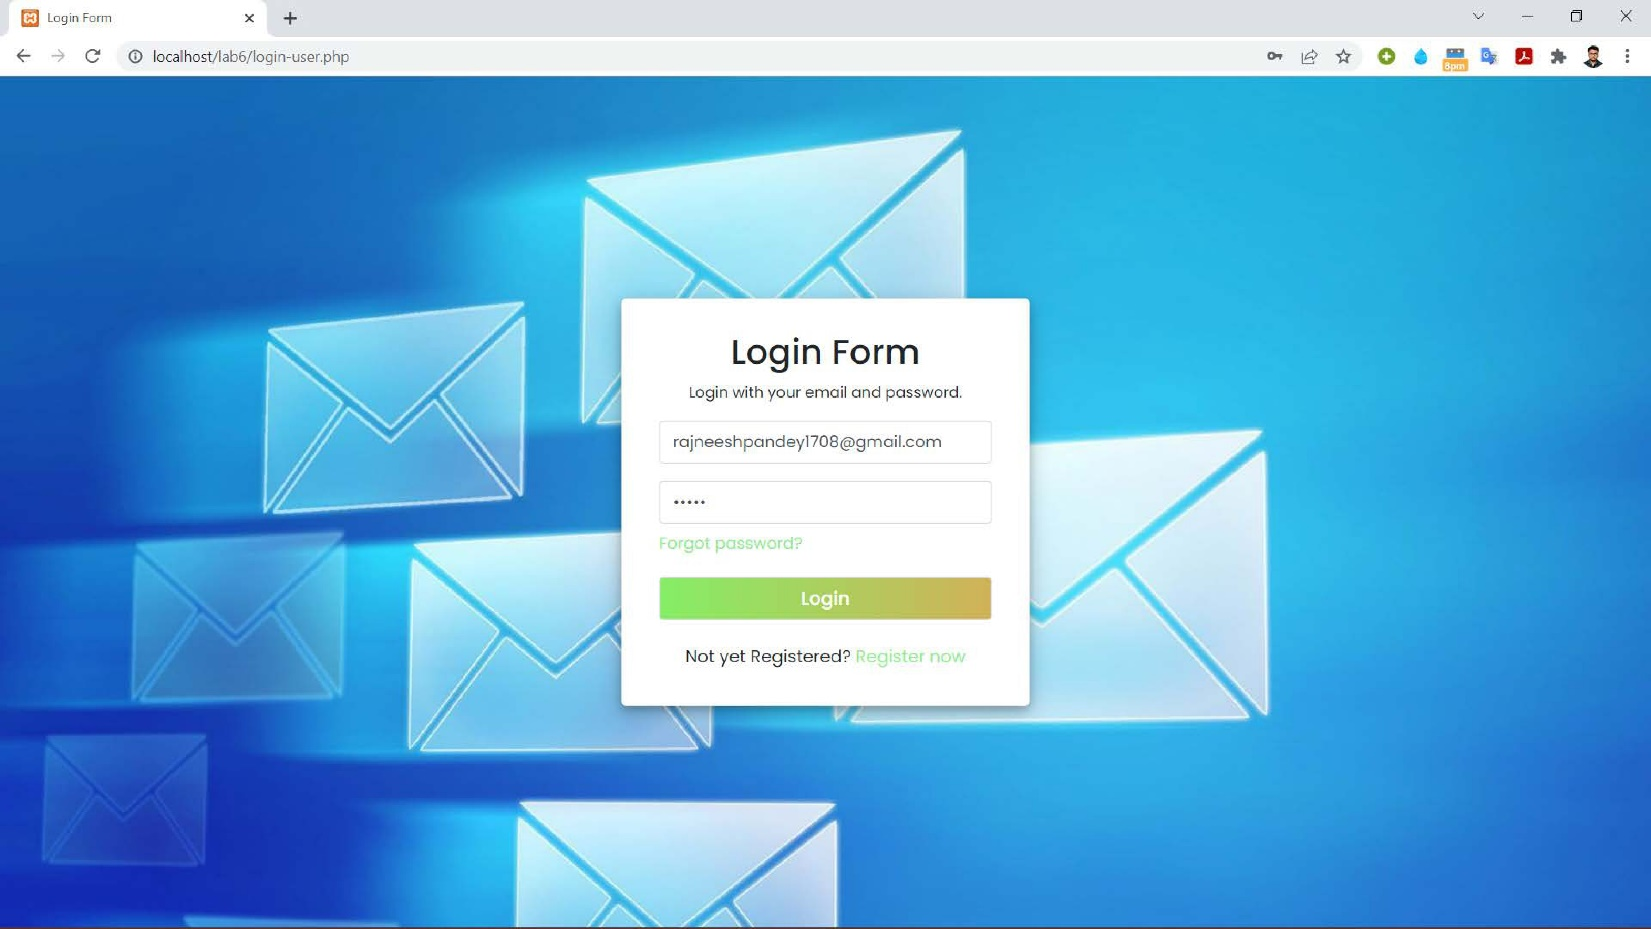 Login Form
localhost/lab6/login-user.php
8pm
Login Form
Login with your email and password.
rajneeshpandey1708@gmail.com
•••••
Forgot password?
Login
Not yet Registered? Register now